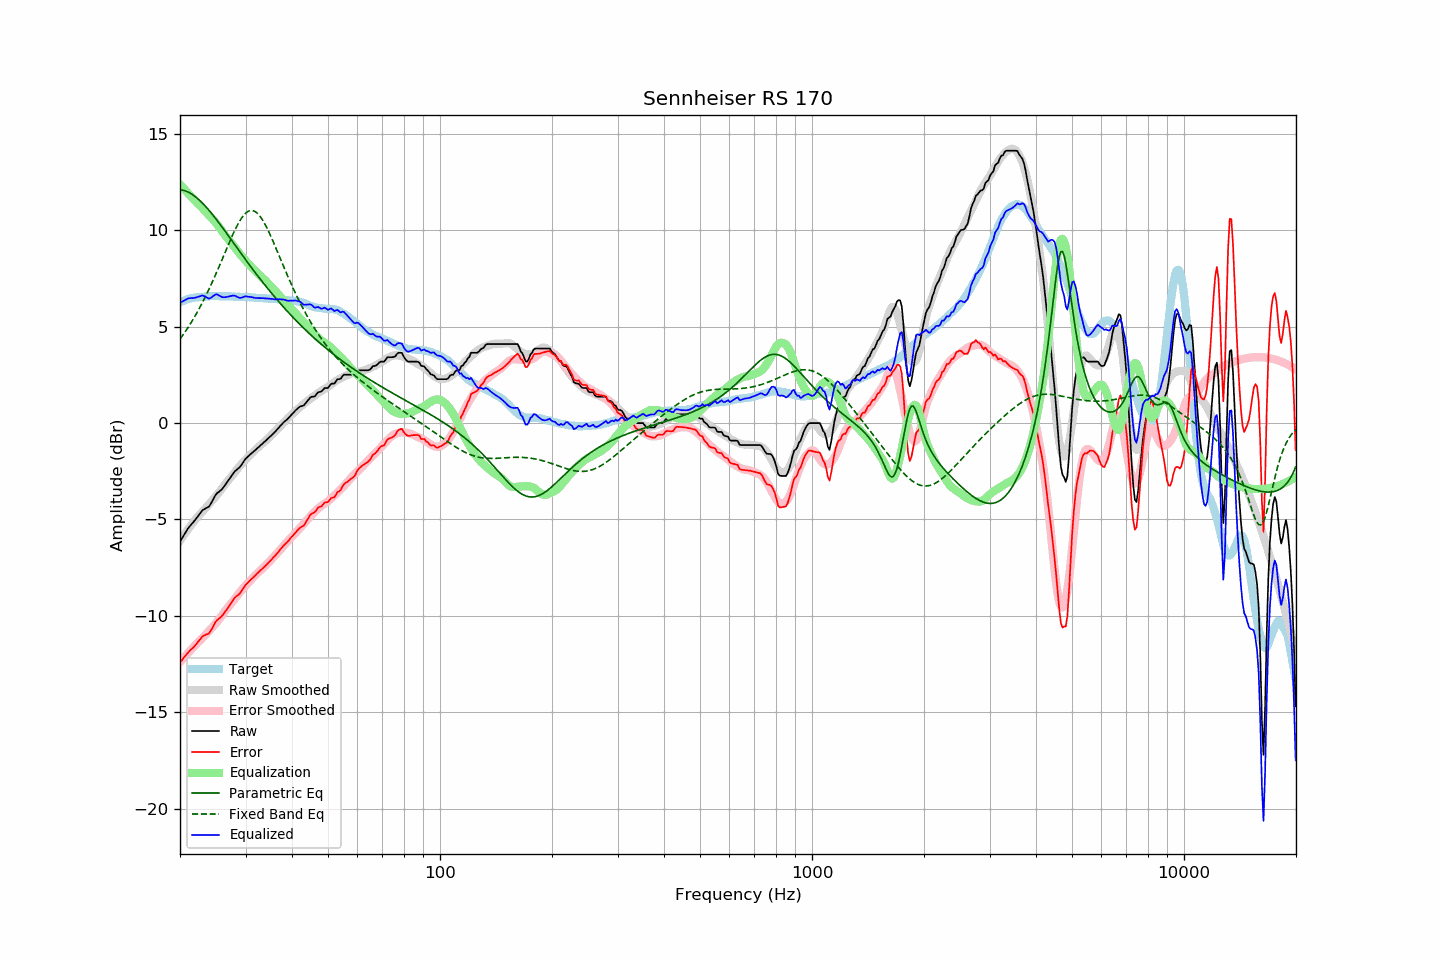 Sennheiser RS 170
Amplitude (dBr)
15
10
5
0
−5
−10
−15
−20
Target
Raw Smoothed
Error Smoothed
Raw
Error
Equalization
Parametric Eq
Fixed Band Eq
Equalized
100
1000
10000
Frequency (Hz)